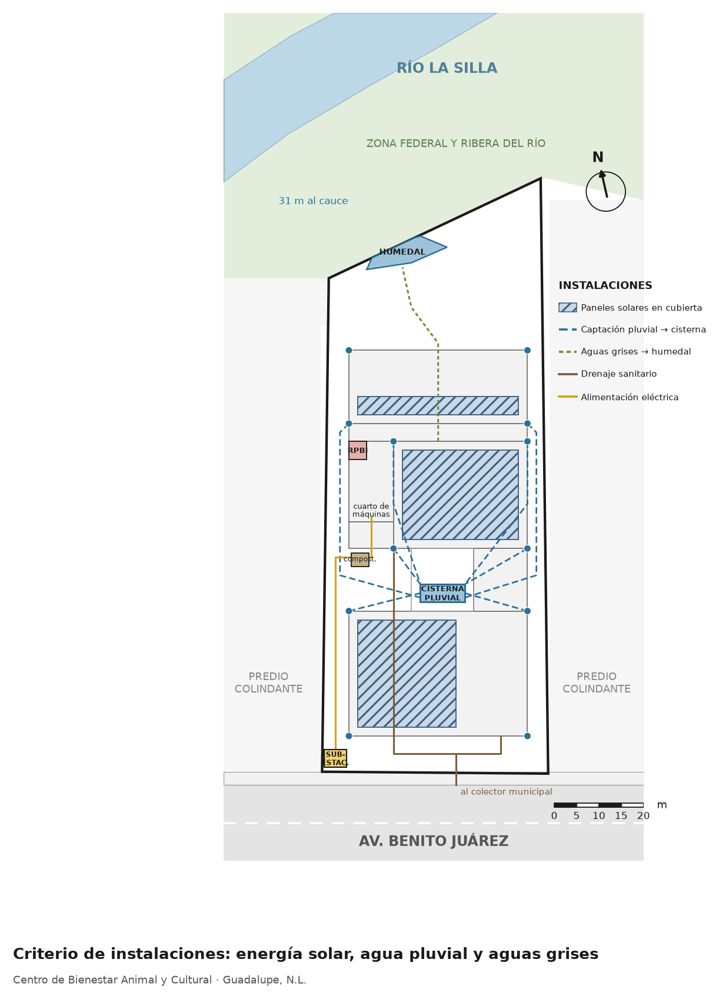 RÍO LA SILLA
ZONA FEDERAL Y RIBERA DEL RÍO
N
31 m al cauce
HUMEDAL
INSTALACIONES
Paneles solares en cubierta
Captación pluvial → cisterna
Aguas grises → humedal
Drenaje sanitario
Alimentación eléctrica
RPBI
cuarto de
máquinas
compost.
CISTERNA
PLUVIAL
PREDIO
COLINDANTE
PREDIO
COLINDANTE
SUB-
ESTAC.
al colector municipal
m
0 5 10 15 20
AV. BENITO JUÁREZ
Criterio de instalaciones: energía solar, agua pluvial y aguas grises
Centro de Bienestar Animal y Cultural · Guadalupe, N.L.